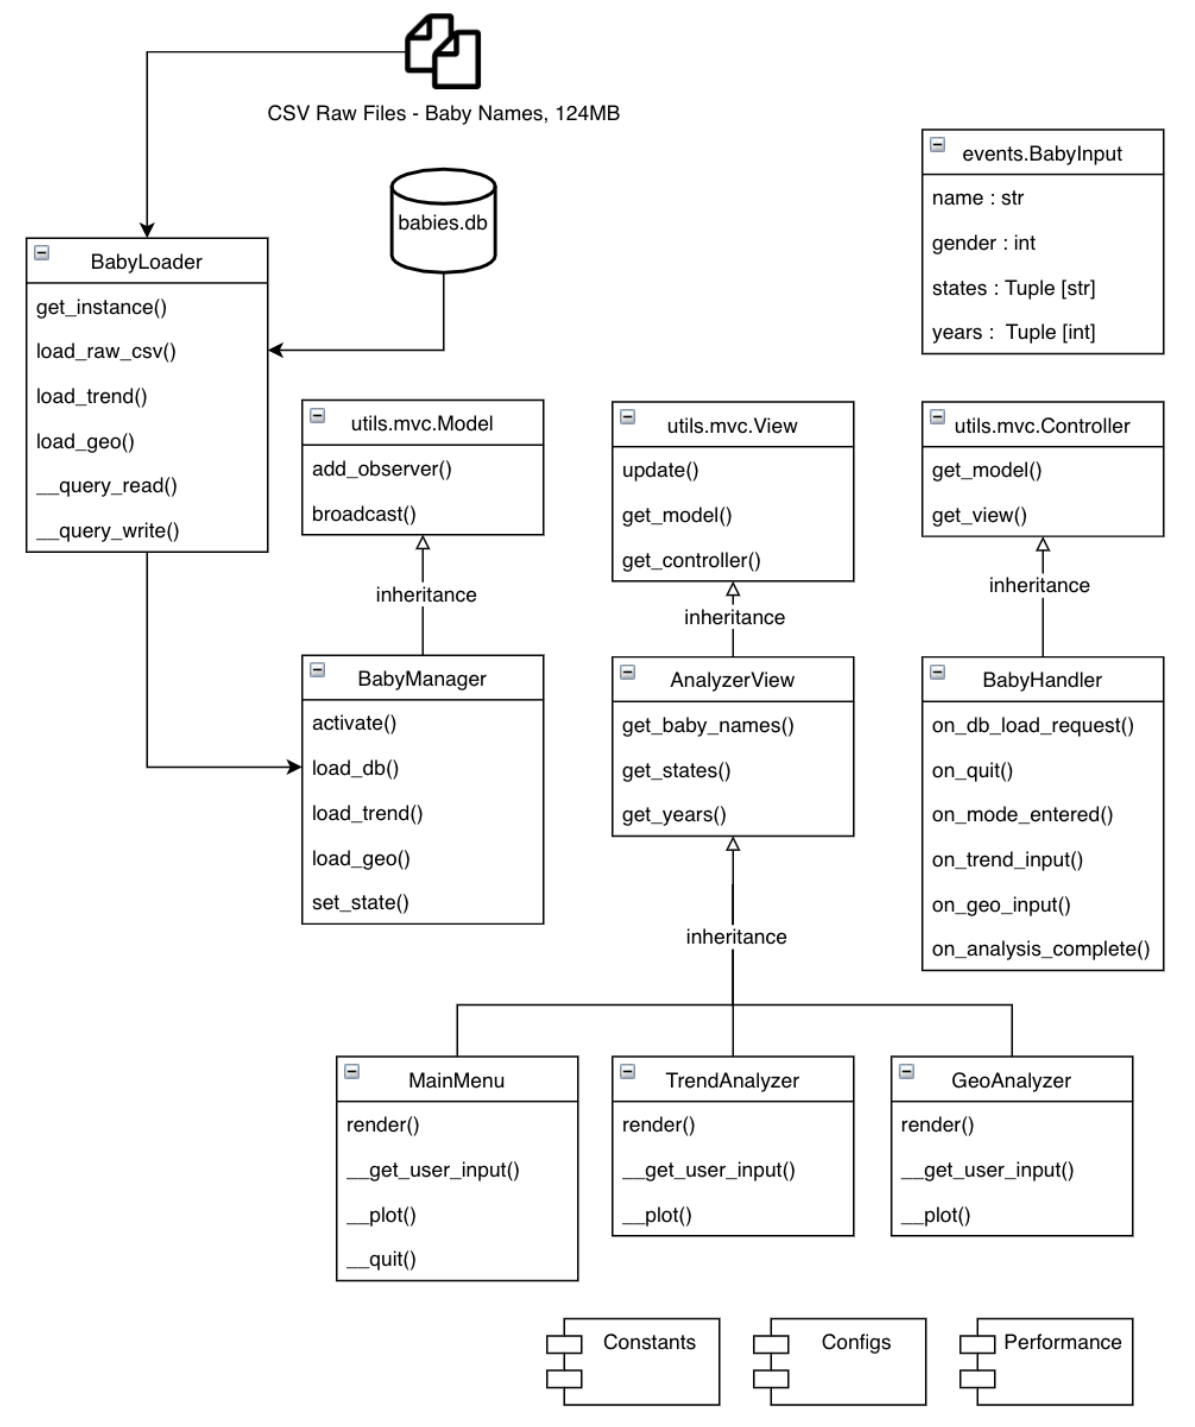 CSV Raw Files - Baby Names, 124MB
babies.db
events.BabyInput
name : str
gender : int
states : Tuple [str]
years :  Tuple [int]
BabyLoader
get_instance()
load_raw_csv()
load_trend()
load_geo()
__query_read()
__query_write()
utils.mvc.Model
add_observer()
broadcast()
utils.mvc.View
update()
get_model()
get_controller()
utils.mvc.Controller
get_model()
get_view()
inheritance
inheritance
inheritance
BabyManager
activate()
load_db()
load_trend()
load_geo()
set_state()
AnalyzerView
get_baby_names()
get_states()
get_years()
BabyHandler
on_db_load_request()
on_quit()
on_mode_entered()
on_trend_input()
on_geo_input()
on_analysis_complete()
inheritance
MainMenu
render()
__get_user_input()
__plot()
__quit()
TrendAnalyzer
render()
__get_user_input()
__plot()
GeoAnalyzer
render()
__get_user_input()
__plot()
Constants
Configs
Performance